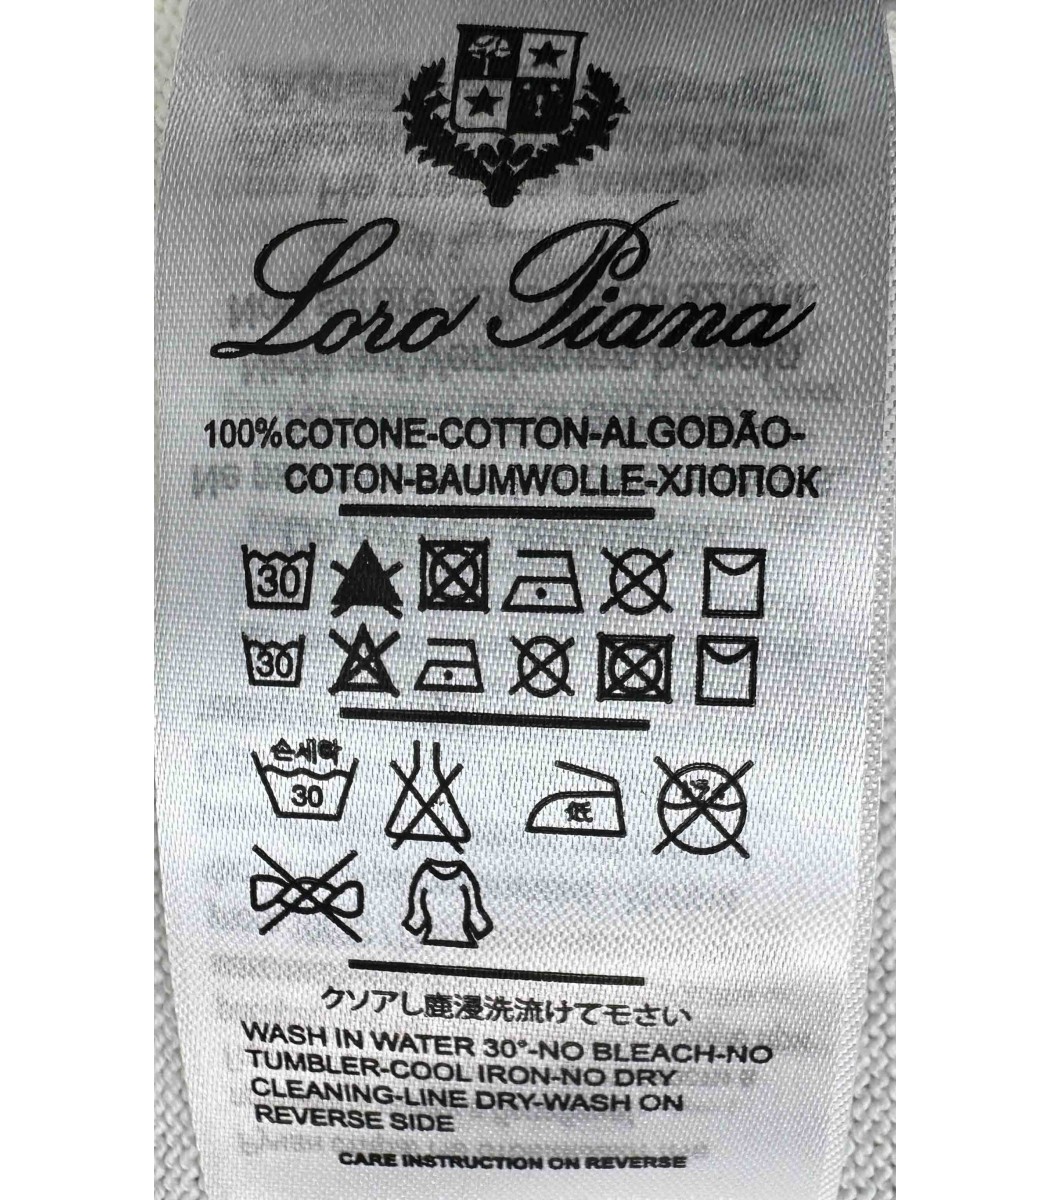 Loro Piana
100% COTONE-COTTON-ALGODÃO-
COTON-BAUMWOLLE-ХЛОПОК
30
30
손세탁
30
低
クソアし鹿浸洗流けて모さい
WASH IN WATER 30°-NO BLEACH-NO
TUMBLER-COOL IRON-NO DRY
CLEANING-LINE DRY-WASH ON
REVERSE SIDE
CARE INSTRUCTION ON REVERSE